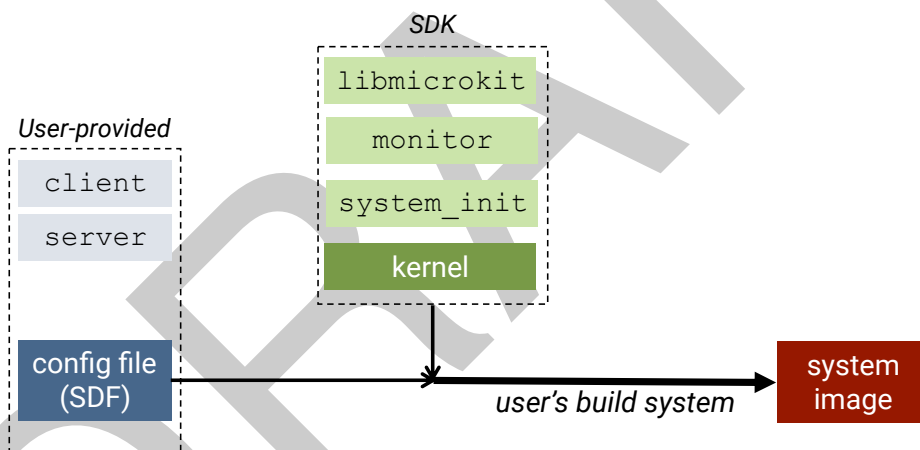 SDK
libmicrokit
monitor
system_init
kernel
User-provided
client
server
config file
(SDF)
user's build system
system
image